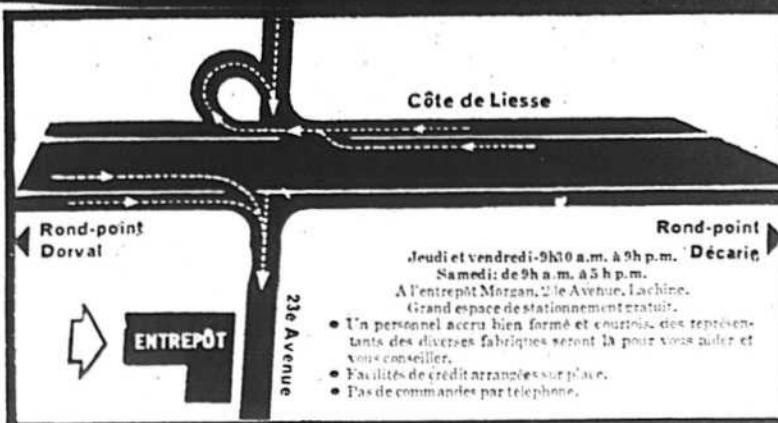 Côte de Liesse
Rond-point
Dorval
Rond-point
Décarie
Jeudi et vendredi-9h30 a.m. à 9h p.m.
Samedi: de 9h a.m. à 5h p.m.
A l'entrepôt Morgan, 23e Avenue, Lachine.
Grand espace de stationnement gratuit.
● Un personnel accru bien formé et courtois, des représen-
tants des diverses fabriques seront là pour vous aider et
vous conseiller.
● Facilités de crédit arrangées sur place.
● Pas de commandes par téléphone.
ENTREPÔT
23e Avenue